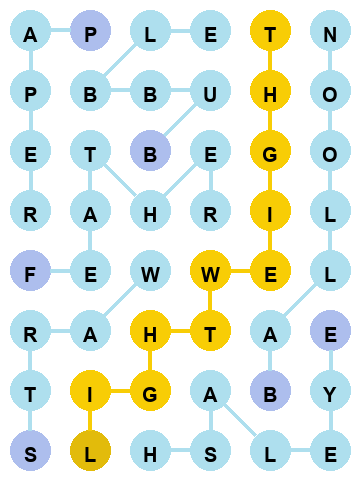 A P L E T N
P B B U H O
E T B E G O
R A H R I L
F E W W E L
R A H T A E
T I G A B Y
S L H S L E